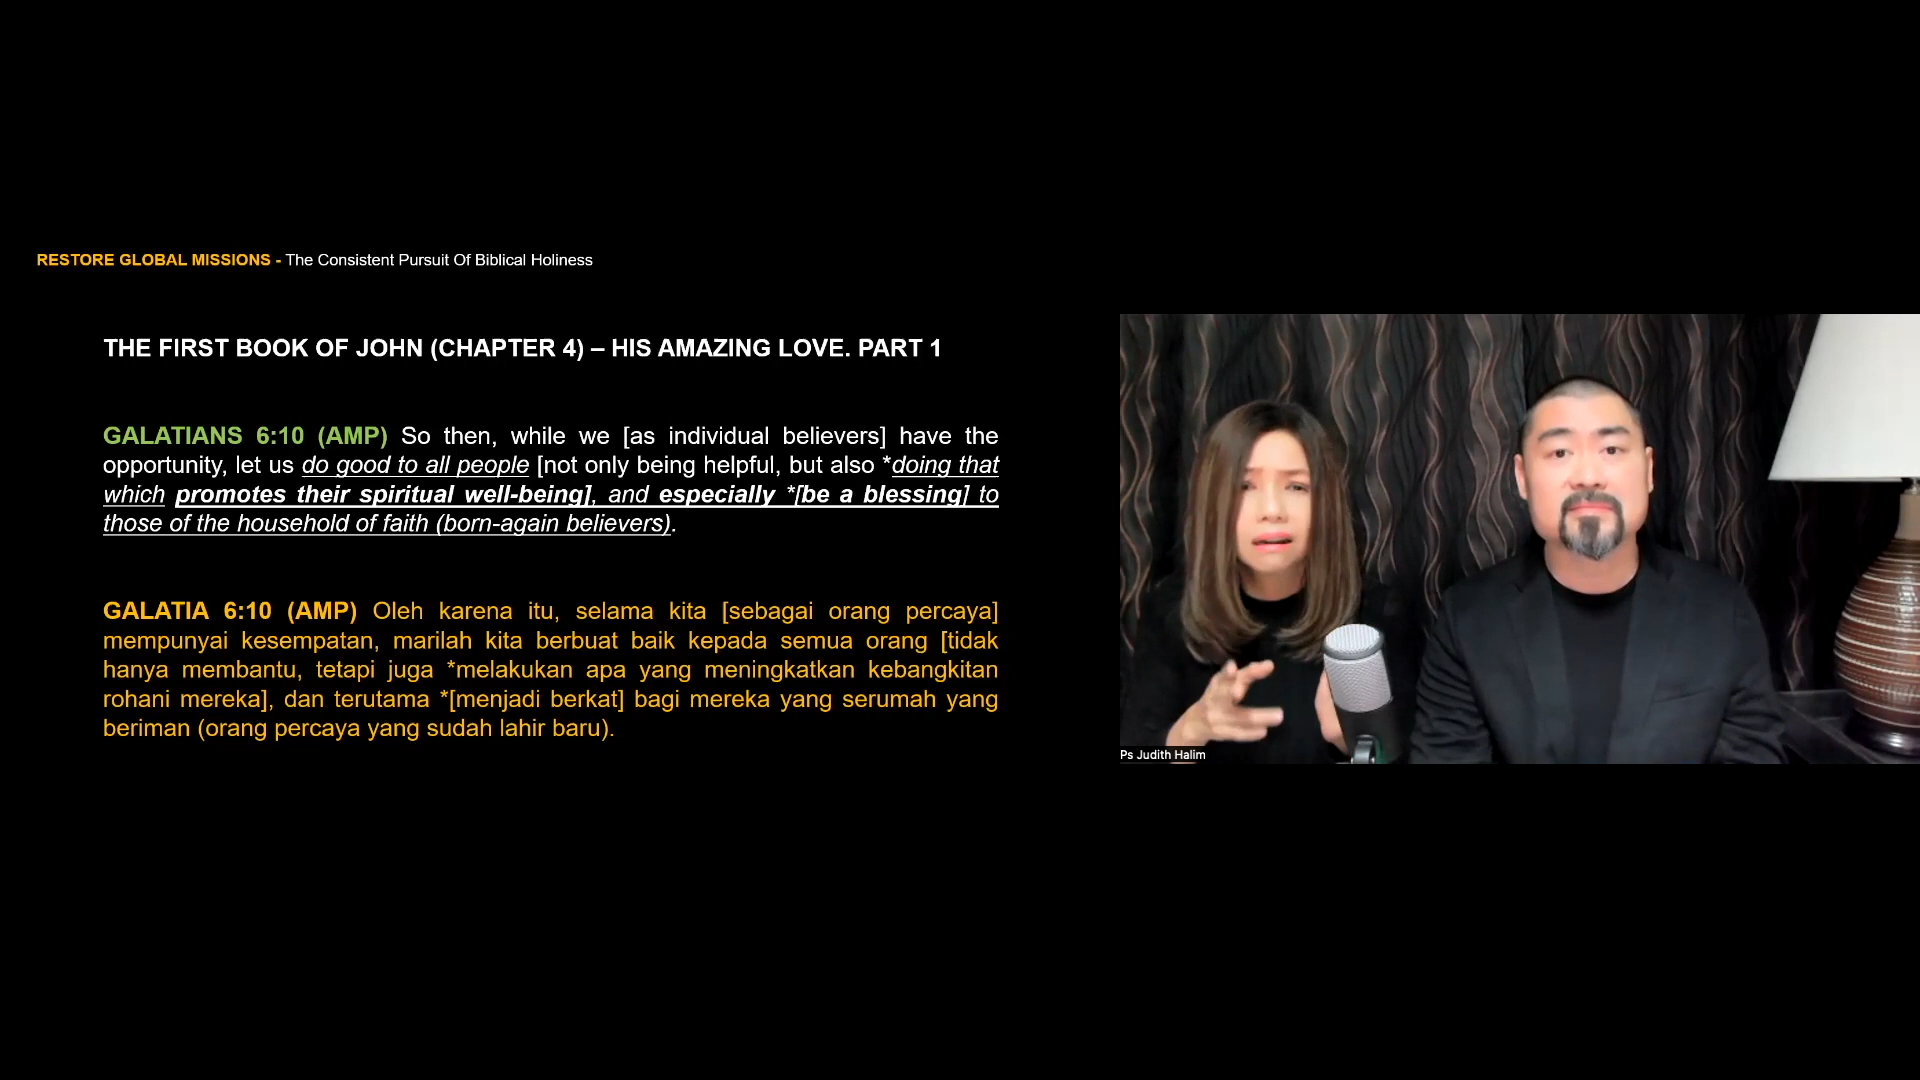 RESTORE GLOBAL MISSIONS - The Consistent Pursuit Of Biblical Holiness
THE FIRST BOOK OF JOHN (CHAPTER 4) – HIS AMAZING LOVE. PART 1
GALATIANS 6:10 (AMP) So then, while we [as individual believers] have the
opportunity, let us do good to all people [not only being helpful, but also *doing that
which promotes their spiritual well-being], and especially *[be a blessing] to
those of the household of faith (born-again believers).
GALATIA 6:10 (AMP) Oleh karena itu, selama kita [sebagai orang percaya]
mempunyai kesempatan, marilah kita berbuat baik kepada semua orang [tidak
hanya membantu, tetapi juga *melakukan apa yang meningkatkan kebangkitan
rohani mereka], dan terutama *[menjadi berkat] bagi mereka yang serumah yang
beriman (orang percaya yang sudah lahir baru).
Ps Judith Halim